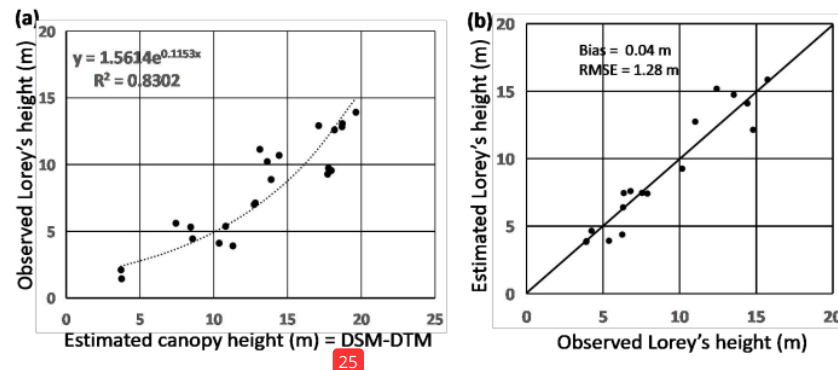 (a)
20
15
10
5
0
0 5 10 15 20 25
y = 1.5614e^0.1153x
R² = 0.8302
Observed Lorey's height (m)
Estimated canopy height (m) = DSM-DTM
25
(b)
20
15
10
5
0
0 5 10 15 20
Bias = 0.04 m
RMSE = 1.28 m
Estimated Lorey's height (m)
Observed Lorey's height (m)